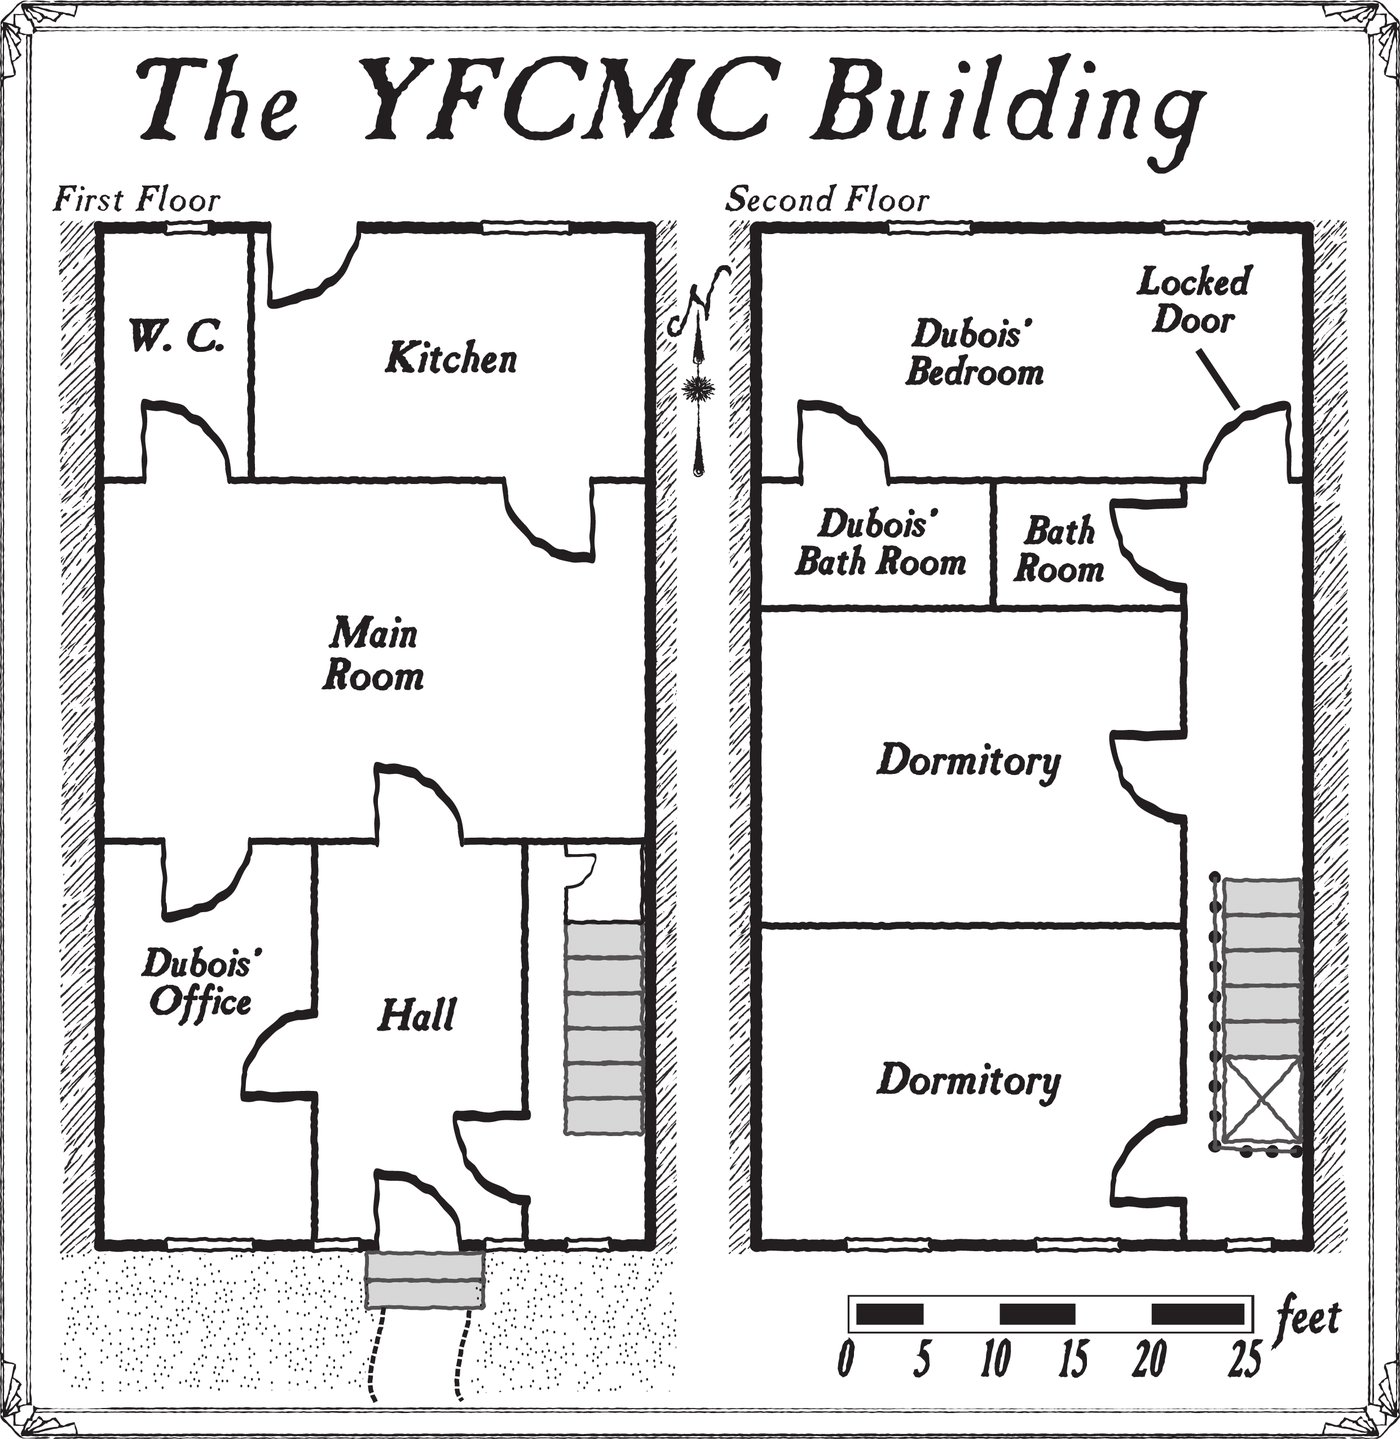 The YFCMC Building
First Floor
W. C.
Kitchen
Main
Room
Dubois'
Office
Hall
N
Second Floor
Locked
Door
Dubois'
Bedroom
Dubois'
Bath Room
Bath
Room
Dormitory
Dormitory
feet
0 5 10 15 20 25